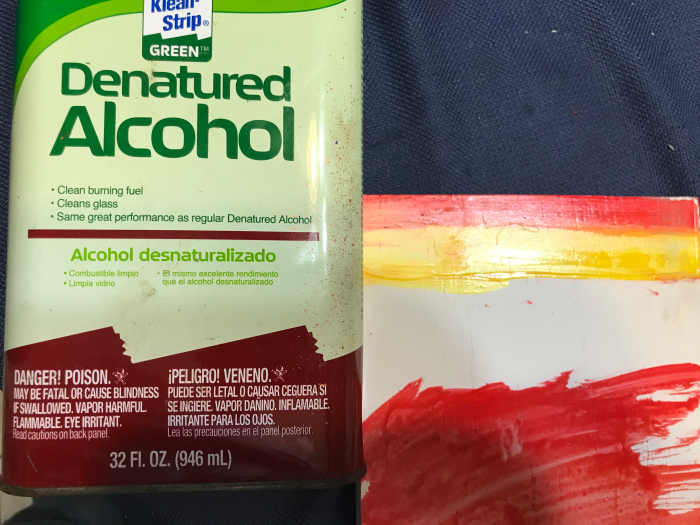 Klean
Strip®
GREEN™
Denatured
Alcohol
• Clean burning fuel
• Cleans glass
• Same great performance as regular Denatured Alcohol
Alcohol desnaturalizado
• Combustible limpio
• Limpia vidrio
• El mismo excelente rendimiento
que el alcohol desnaturalizado
DANGER! POISON.
MAY BE FATAL OR CAUSE BLINDNESS
IF SWALLOWED. VAPOR HARMFUL.
FLAMMABLE. EYE IRRITANT.
Read cautions on back panel.
¡PELIGRO! VENENO.
PUEDE SER LETAL O CAUSAR CEGUERA SI
SE INGIERE. VAPOR DAÑINO. INFLAMABLE.
IRRITANTE PARA LOS OJOS.
Lea las precauciones en el panel posterior.
32 FL. OZ. (946 mL)